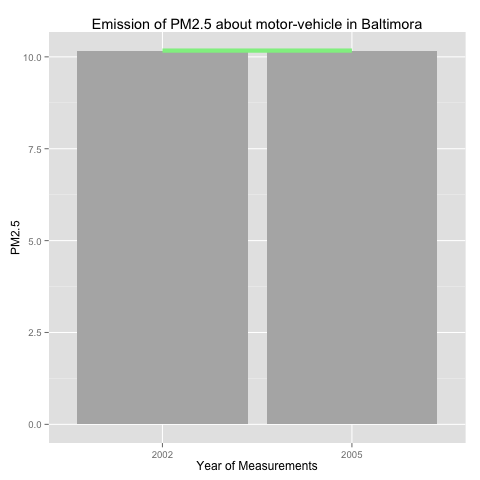 Emission of PM2.5 about motor-vehicle in Baltimora
10.0
7.5
5.0
2.5
0.0
PM2.5
2002 2005
Year of Measurements